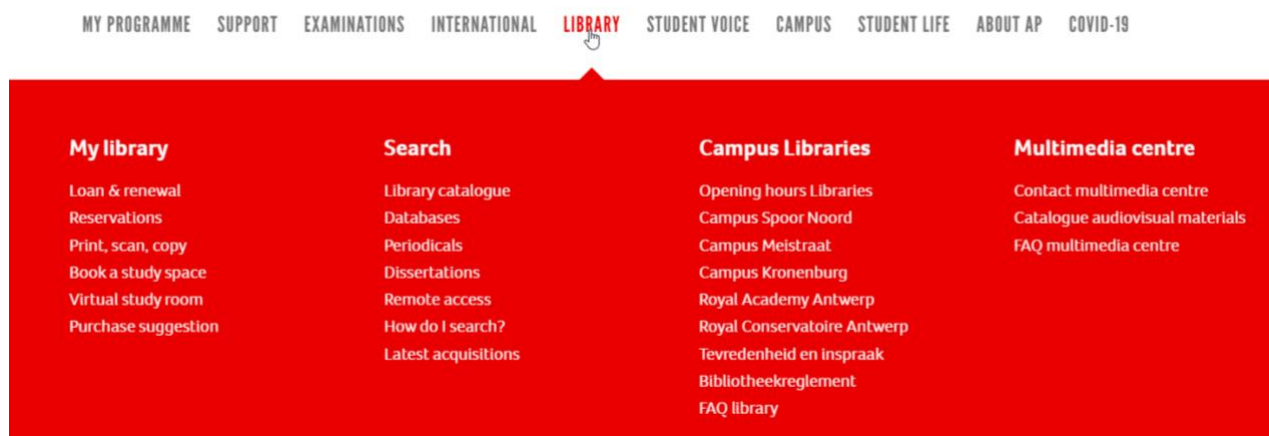 MY PROGRAMME SUPPORT EXAMINATIONS INTERNATIONAL LIBRARY STUDENT VOICE CAMPUS STUDENT LIFE ABOUT AP COVID-19
My library
Loan & renewal
Reservations
Print, scan, copy
Book a study space
Virtual study room
Purchase suggestion
Search
Library catalogue
Databases
Periodicals
Dissertations
Remote access
How do I search?
Latest acquisitions
Campus Libraries
Opening hours Libraries
Campus Spoor Noord
Campus Meistraat
Campus Kronenburg
Royal Academy Antwerp
Royal Conservatoire Antwerp
Tevredenheid en inspraak
Bibliotheekreglement
FAQ library
Multimedia centre
Contact multimedia centre
Catalogue audiovisual materials
FAQ multimedia centre